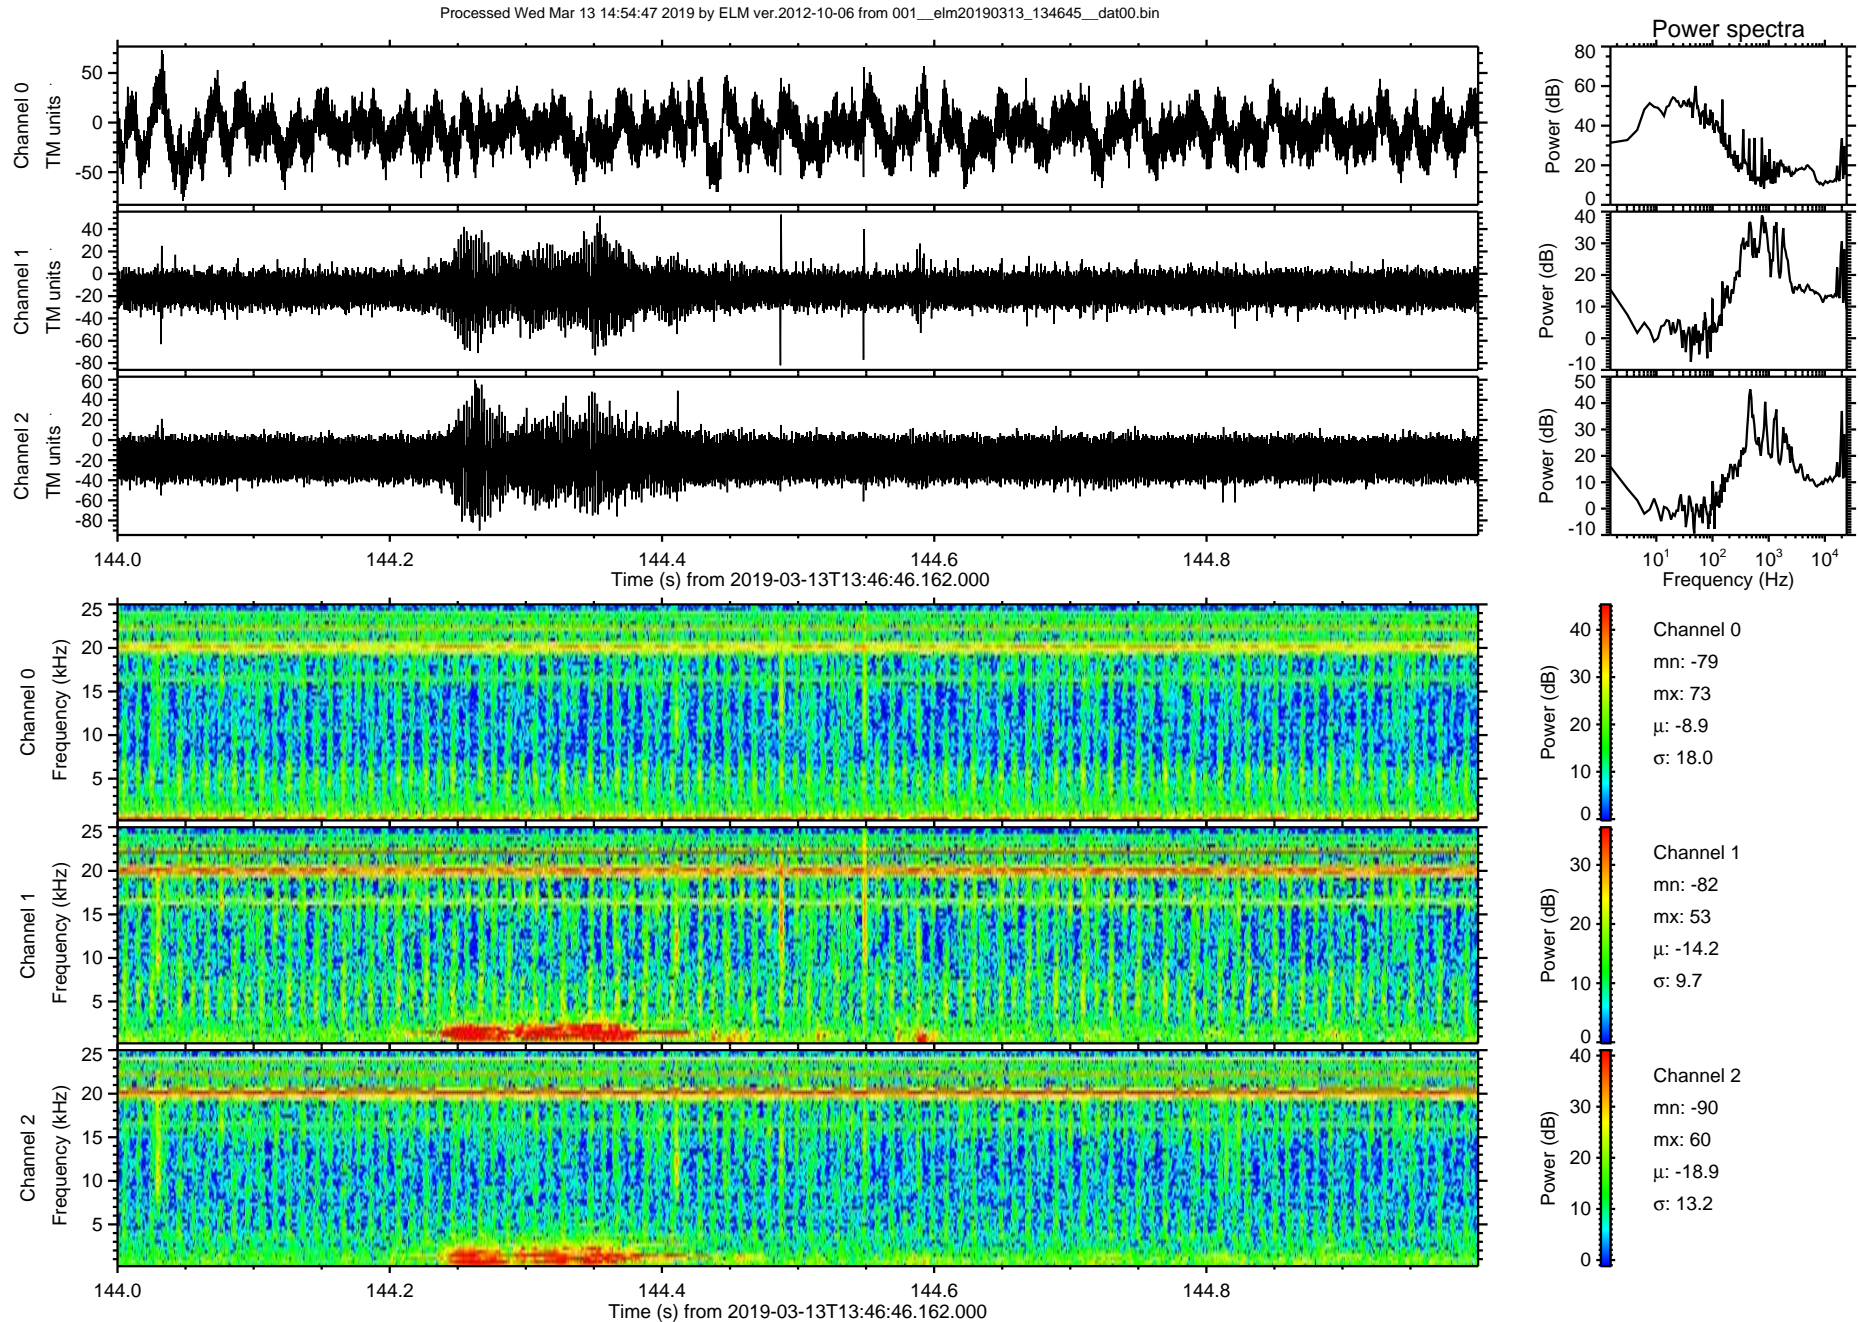 Processed Wed Mar 13 14:54:47 2019 by ELM ver.2012-10-06 from 001__elm20190313_134645__dat00.bin
Power spectra
Channel 0
TM units
50
0
-50
Power (dB)
80
60
40
20
0
Channel 1
TM units
40
20
0
-20
-40
-60
-80
Power (dB)
40
30
20
10
0
-10
Channel 2
TM units
60
40
20
0
-20
-40
-60
-80
Power (dB)
50
40
30
20
10
0
-10
144.0 144.2 144.4 144.6 144.8
Time (s) from 2019-03-13T13:46:46.162.000
10¹ 10² 10³ 10⁴
Frequency (Hz)
Channel 0
Frequency (kHz)
25
20
15
10
5
Power (dB)
40
30
20
10
0
Channel 0
mn: -79
mx: 73
μ: -8.9
σ: 18.0
Channel 1
Frequency (kHz)
25
20
15
10
5
Power (dB)
30
20
10
0
Channel 1
mn: -82
mx: 53
μ: -14.2
σ: 9.7
Channel 2
Frequency (kHz)
25
20
15
10
5
Power (dB)
40
30
20
10
0
Channel 2
mn: -90
mx: 60
μ: -18.9
σ: 13.2
144.0 144.2 144.4 144.6 144.8
Time (s) from 2019-03-13T13:46:46.162.000